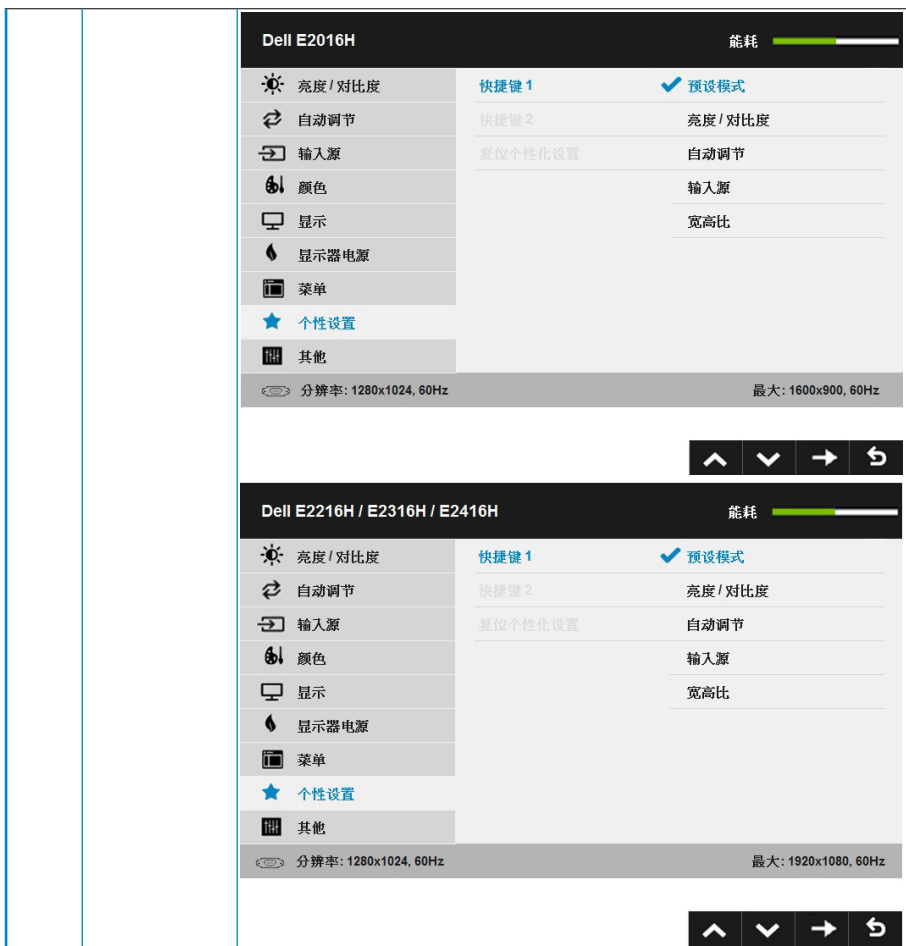 Dell E2016H 能耗
亮度 / 对比度 快捷键 1 预设模式
自动调节 快捷键 2 亮度 / 对比度
输入源 复位个性化设置 自动调节
颜色 输入源
显示 宽高比
显示器电源
菜单
个性设置
其他
分辨率: 1280x1024, 60Hz 最大: 1600x900, 60Hz
Dell E2216H / E2316H / E2416H 能耗
亮度 / 对比度 快捷键 1 预设模式
自动调节 快捷键 2 亮度 / 对比度
输入源 复位个性化设置 自动调节
颜色 输入源
显示 宽高比
显示器电源
菜单
个性设置
其他
分辨率: 1280x1024, 60Hz 最大: 1920x1080, 60Hz